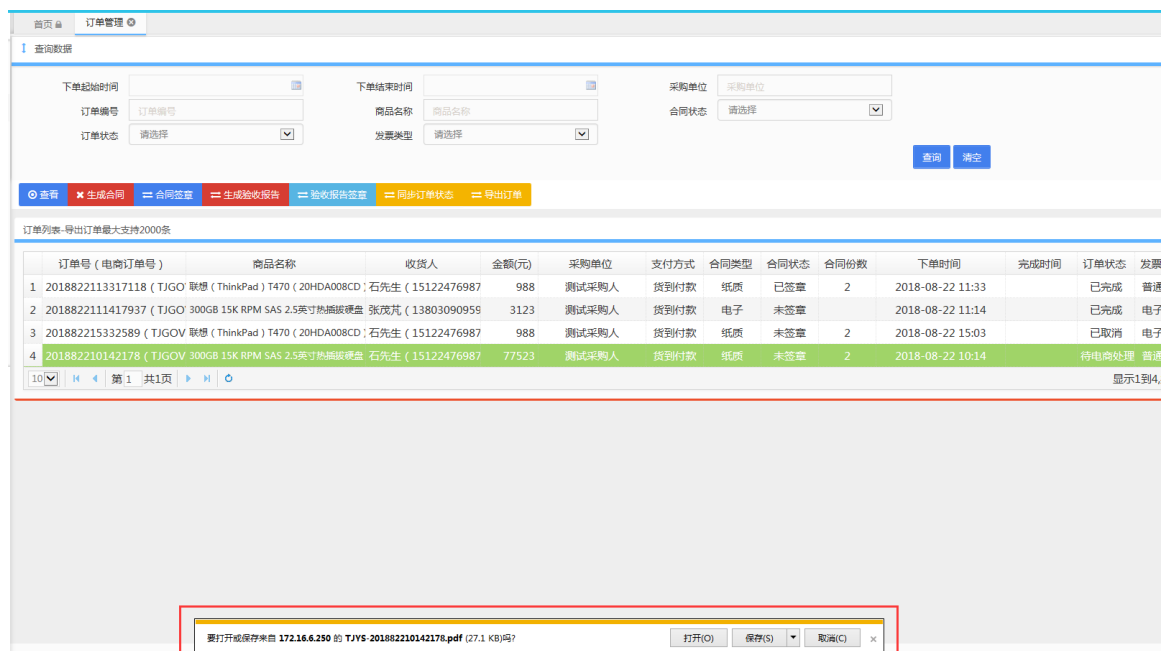 首页 订单管理
查询数据
下单起始时间 下单结束时间 采购单位 采购单位
订单编号 订单编号 商品名称 商品名称 合同状态 请选择
订单状态 请选择 发票类型 请选择
查询 清空
查看 生成合同 合同签章 生成验收报告 验收报告签章 同步订单状态 导出订单
订单列表-导出订单最大支持2000条
订单号 ( 电商订单号 ) 商品名称 收货人 金额(元) 采购单位 支付方式 合同类型 合同状态 合同份数 下单时间 完成时间 订单状态 发票
1 2018822113317118 ( TJGO 联想 ( ThinkPad ) T470 ( 20HDA008CD ) 石先生 ( 15122476987 988 测试采购人 货到付款 纸质 已签章 2 2018-08-22 11:33 已完成 普通
2 2018822111417937 ( TJGO 300GB 15K RPM SAS 2.5英寸热插拔硬盘 张茂芃 ( 13803090959 3123 测试采购人 货到付款 电子 未签章 2018-08-22 11:14 已完成 电子
3 201882215332589 ( TJGOV 联想 ( ThinkPad ) T470 ( 20HDA008CD ) 石先生 ( 15122476987 988 测试采购人 货到付款 纸质 未签章 2 2018-08-22 15:03 已取消 电子
4 201882210142178 ( TJGOV 300GB 15K RPM SAS 2.5英寸热插拔硬盘 石先生 ( 15122476987 77523 测试采购人 货到付款 纸质 未签章 2 2018-08-22 10:14 待电商处理 普通
10 第 1 共1页 显示1到4,
要打开或保存来自 172.16.6.250 的 TJYS-201882210142178.pdf (27.1 KB)吗? 打开(O) 保存(S) 取消(C) ×